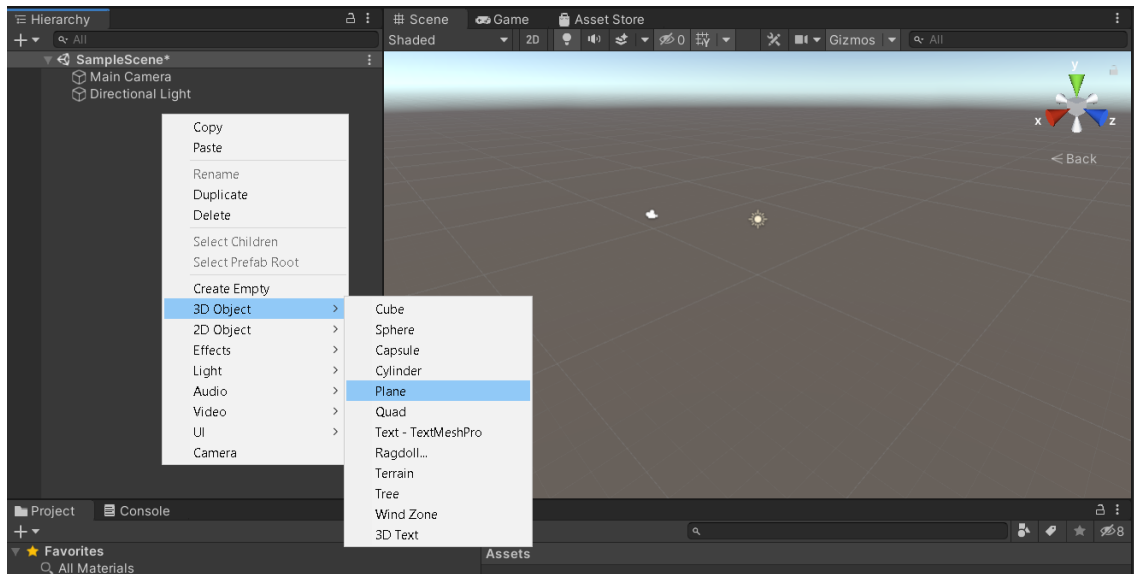 Hierarchy
All
SampleScene*
Main Camera
Directional Light
Copy
Paste
Rename
Duplicate
Delete
Select Children
Select Prefab Root
Create Empty
3D Object
2D Object
Effects
Light
Audio
Video
UI
Camera
Cube
Sphere
Capsule
Cylinder
Plane
Quad
Text - TextMeshPro
Ragdoll...
Terrain
Tree
Wind Zone
3D Text
Scene Game Asset Store
Shaded 2D 0 Gizmos All
y
x z
Back
Project Console
8
Favorites
All Materials
Assets